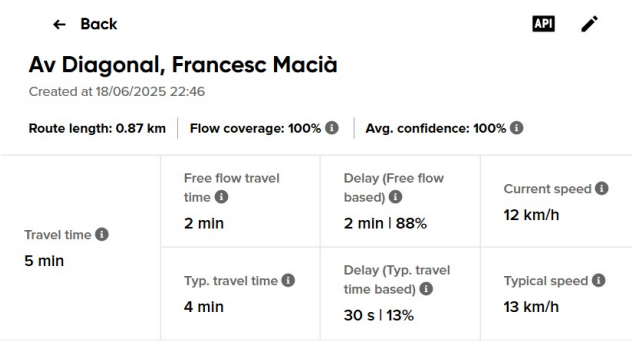 ← Back
API
Av Diagonal, Francesc Macià
Created at 18/06/2025 22:46
Route length: 0.87 km
Flow coverage: 100%
Avg. confidence: 100%
Travel time
5 min
Free flow travel
time
2 min
Delay (Free flow
based)
2 min | 88%
Current speed
12 km/h
Typ. travel time
4 min
Delay (Typ. travel
time based)
30 s | 13%
Typical speed
13 km/h